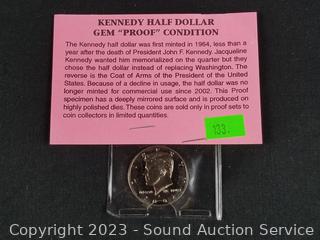 KENNEDY HALF DOLLAR
GEM "PROOF" CONDITION
The Kennedy half dollar was first minted in 1964, less than a
year after the death of President John F. Kennedy. Jacqueline
Kennedy wanted him memorialized on the quarter but they
chose the half dollar instead of replacing Washington. The
reverse is the Coat of Arms of the President of the United
States. Because of a decline in usage, the half dollar was
no longer minted for commercial use since 2002. This Proof
specimen has a deeply mirrored surface and is produced on
highly polished dies. These coins are sold only in proof sets to
coin collectors in limited quantities.
133.
Copyright © 2023 - Sound Auction Service